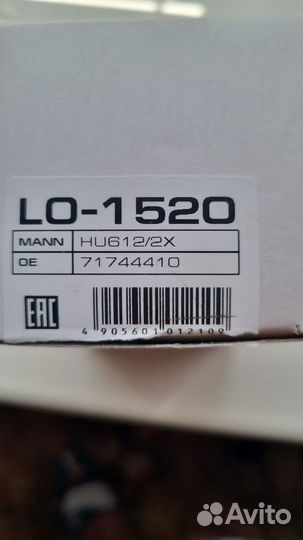 LO-1520
MANN HU612/2X
OE 71744410
EAC
4 905601 012109
Avito